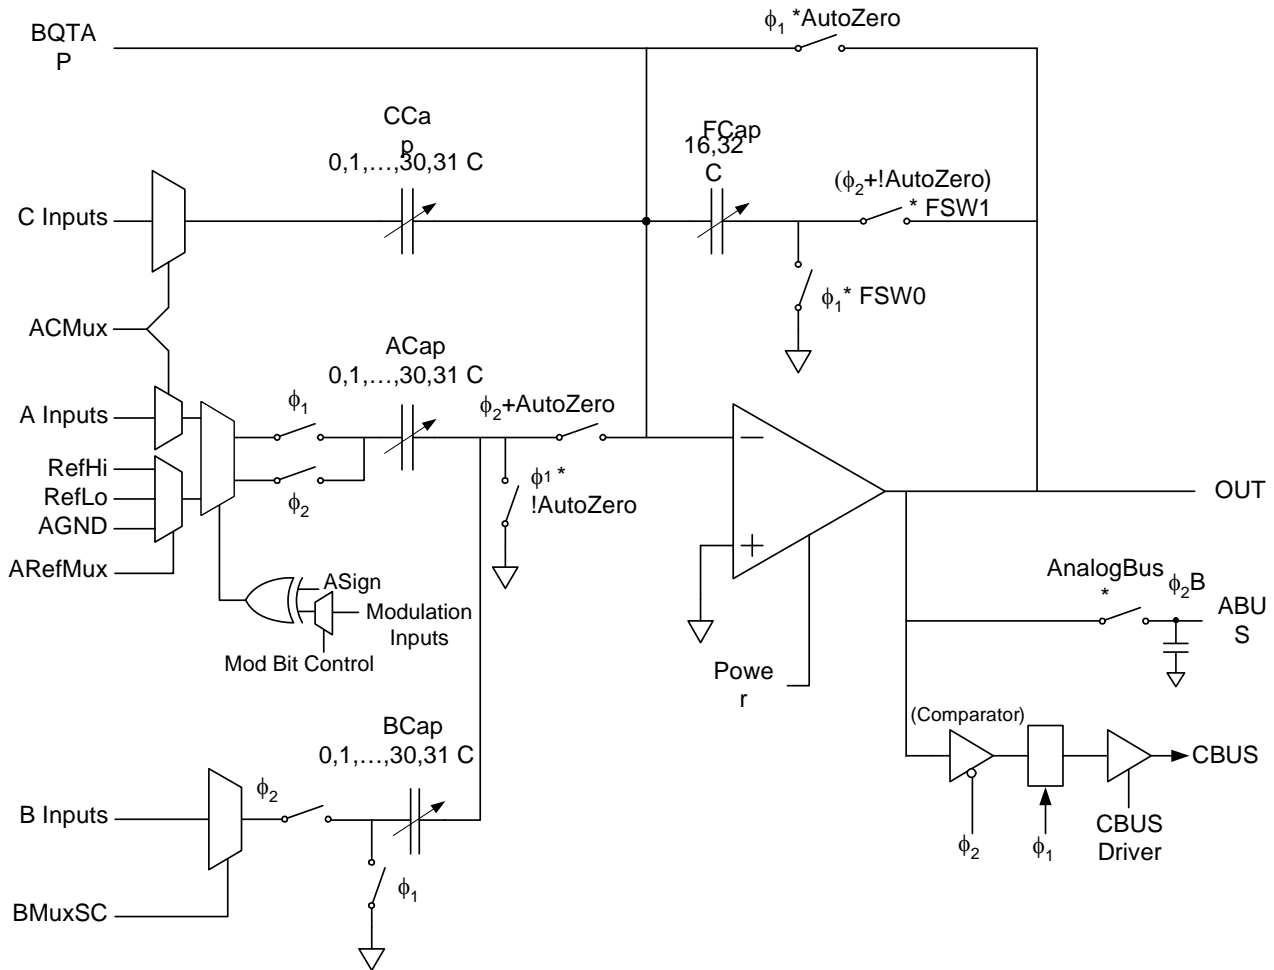 BQTA
P
ϕ1 *AutoZero
CCa
p
0,1,…,30,31 C
FCap
16,32
C
(ϕ2+!AutoZero)
* FSW1
C Inputs
ϕ1* FSW0
ACMux
ACap
0,1,…,30,31 C
A Inputs
ϕ1
ϕ2+AutoZero
RefHi
RefLo
AGND
ϕ2
ϕ1 *
!AutoZero
OUT
ARefMux
ASign
Modulation
Inputs
Mod Bit Control
AnalogBus
*
ϕ2B
ABU
S
Powe
r
BCap
0,1,…,30,31 C
(Comparator)
CBUS
ϕ2
B Inputs
ϕ2
ϕ1
CBUS
Driver
ϕ1
BMuxSC